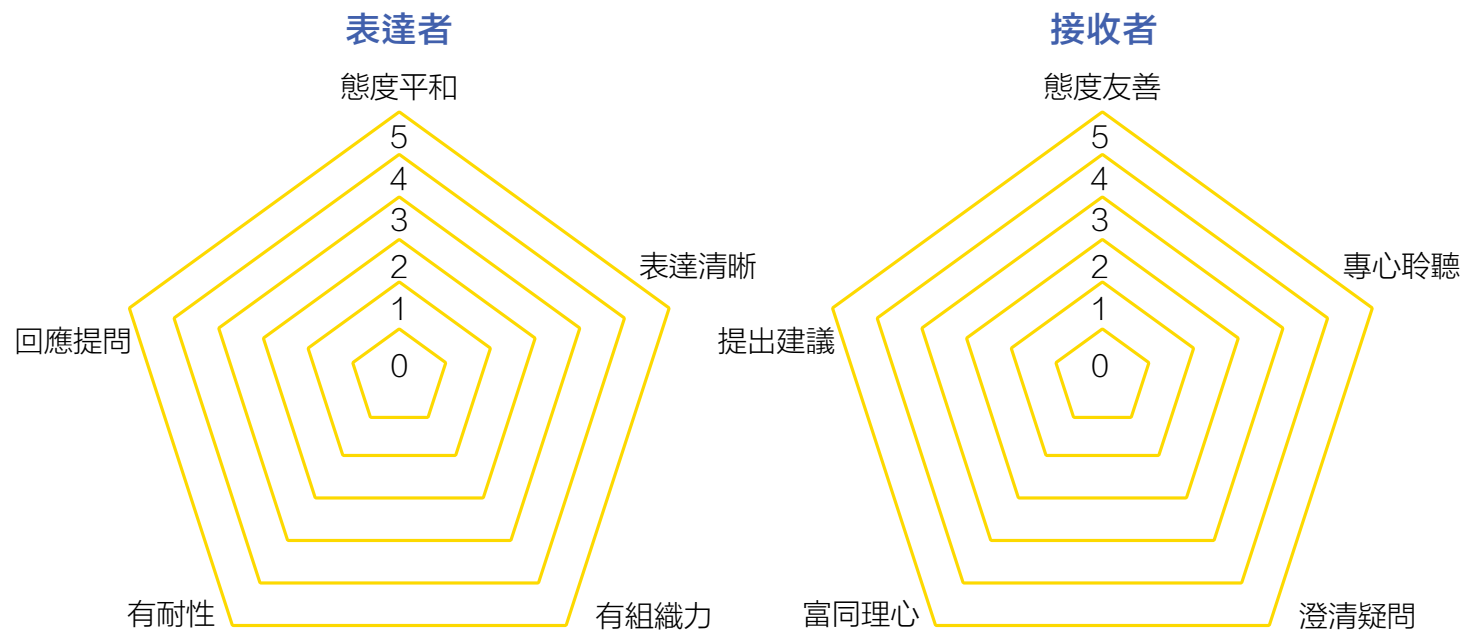 表達者
態度平和
5
4
3
2
1
0
表達清晰
回應提問
有耐性
有組織力
接收者
態度友善
5
4
3
2
1
0
專心聆聽
提出建議
富同理心
澄清疑問